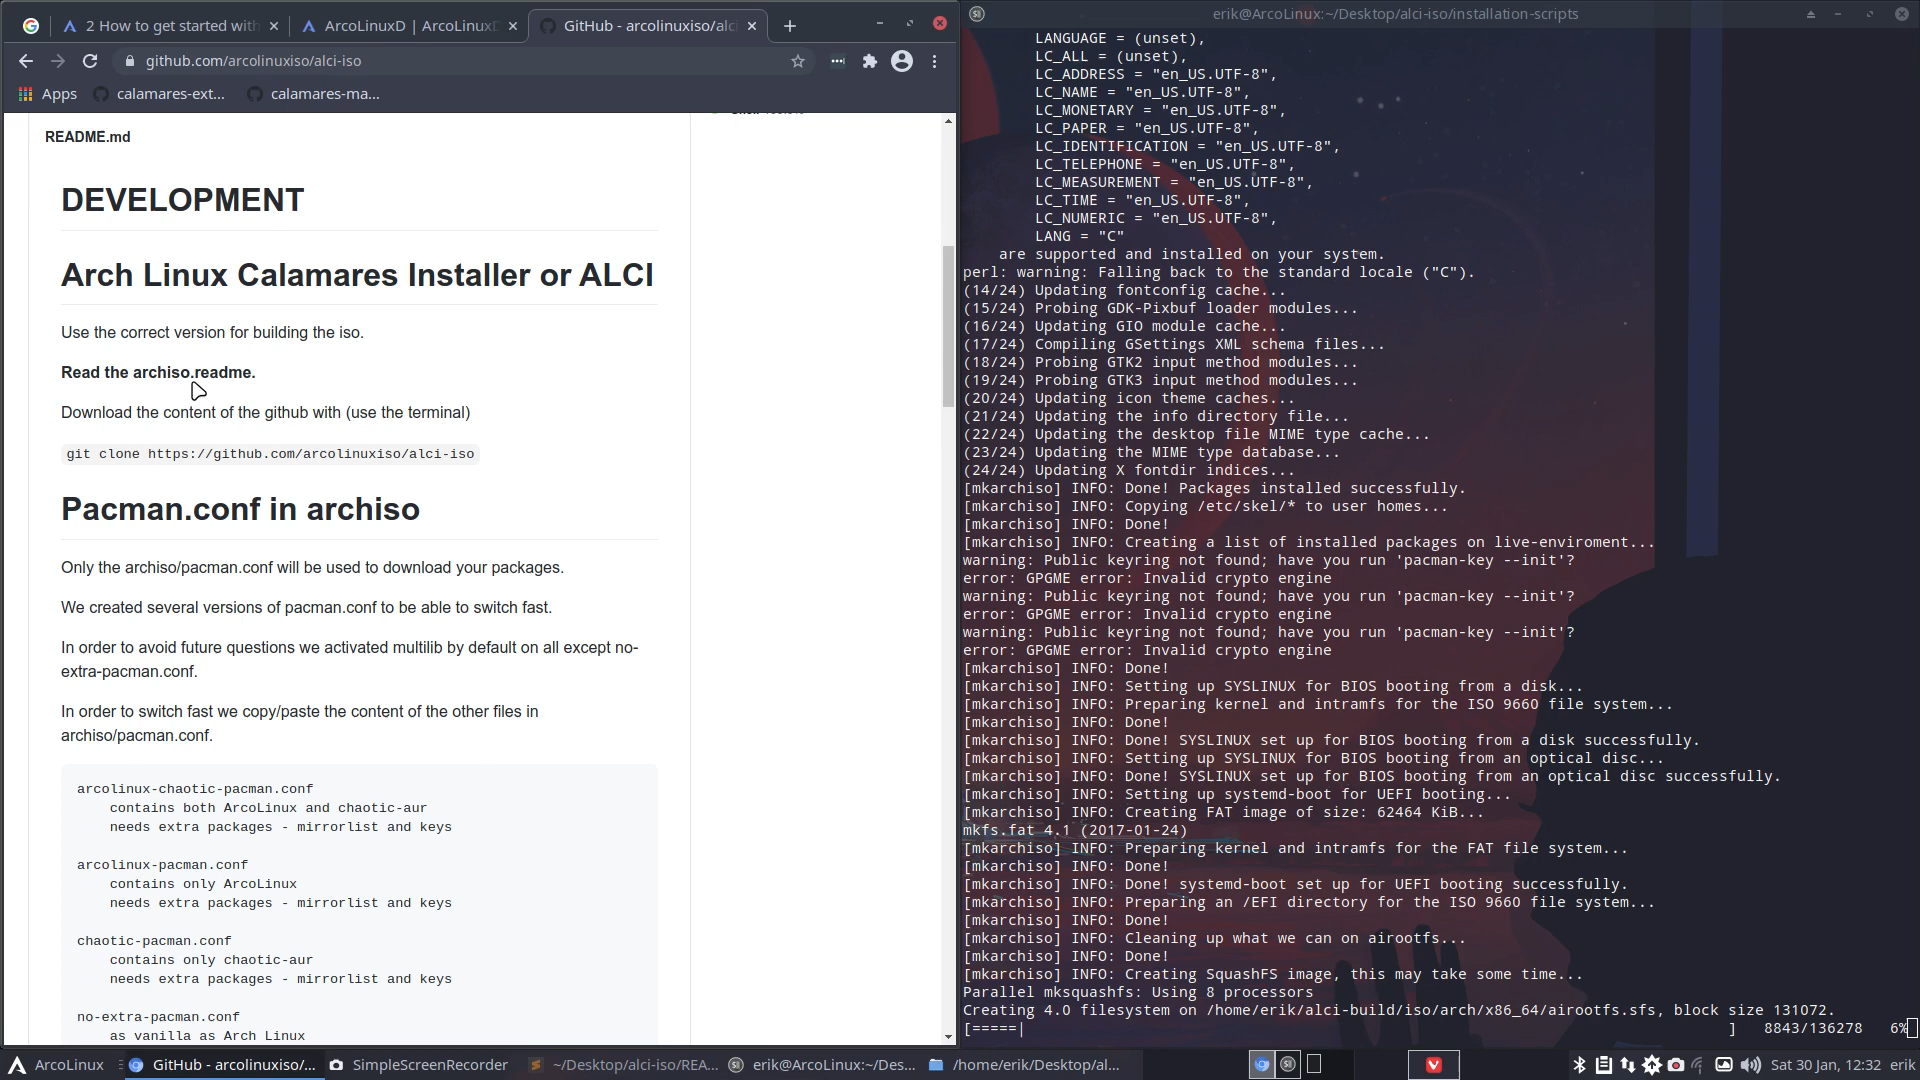 2 How to get started with
ArcoLinuxD | ArcoLinuxD
GitHub - arcolinuxiso/alci
github.com/arcolinuxiso/alci-iso
Apps
calamares-ext...
calamares-ma...
README.md
DEVELOPMENT
Arch Linux Calamares Installer or ALCI
Use the correct version for building the iso.
Read the archiso.readme.
Download the content of the github with (use the terminal)
git clone https://github.com/arcolinuxiso/alci-iso
Pacman.conf in archiso
Only the archiso/pacman.conf will be used to download your packages.
We created several versions of pacman.conf to be able to switch fast.
In order to avoid future questions we activated multilib by default on all except no-
extra-pacman.conf.
In order to switch fast we copy/paste the content of the other files in
archiso/pacman.conf.
arcolinux-chaotic-pacman.conf
contains both ArcoLinux and chaotic-aur
needs extra packages - mirrorlist and keys
arcolinux-pacman.conf
contains only ArcoLinux
needs extra packages - mirrorlist and keys
chaotic-pacman.conf
contains only chaotic-aur
needs extra packages - mirrorlist and keys
no-extra-pacman.conf
as vanilla as Arch Linux
erik@ArcoLinux:~/Desktop/alci-iso/installation-scripts
LANGUAGE = (unset),
LC_ALL = (unset),
LC_ADDRESS = "en_US.UTF-8",
LC_NAME = "en_US.UTF-8",
LC_MONETARY = "en_US.UTF-8",
LC_PAPER = "en_US.UTF-8",
LC_IDENTIFICATION = "en_US.UTF-8",
LC_TELEPHONE = "en_US.UTF-8",
LC_MEASUREMENT = "en_US.UTF-8",
LC_TIME = "en_US.UTF-8",
LC_NUMERIC = "en_US.UTF-8",
LANG = "C"
are supported and installed on your system.
perl: warning: Falling back to the standard locale ("C").
(14/24) Updating fontconfig cache...
(15/24) Probing GDK-Pixbuf loader modules...
(16/24) Updating GIO module cache...
(17/24) Compiling GSettings XML schema files...
(18/24) Probing GTK2 input method modules...
(19/24) Probing GTK3 input method modules...
(20/24) Updating icon theme caches...
(21/24) Updating the info directory file...
(22/24) Updating the desktop file MIME type cache...
(23/24) Updating the MIME type database...
(24/24) Updating X fontdir indices...
[mkarchiso] INFO: Done! Packages installed successfully.
[mkarchiso] INFO: Copying /etc/skel/* to user homes...
[mkarchiso] INFO: Done!
[mkarchiso] INFO: Creating a list of installed packages on live-enviroment...
warning: Public keyring not found; have you run 'pacman-key --init'?
error: GPGME error: Invalid crypto engine
warning: Public keyring not found; have you run 'pacman-key --init'?
error: GPGME error: Invalid crypto engine
warning: Public keyring not found; have you run 'pacman-key --init'?
error: GPGME error: Invalid crypto engine
[mkarchiso] INFO: Done!
[mkarchiso] INFO: Setting up SYSLINUX for BIOS booting from a disk...
[mkarchiso] INFO: Preparing kernel and intramfs for the ISO 9660 file system...
[mkarchiso] INFO: Done!
[mkarchiso] INFO: Done! SYSLINUX set up for BIOS booting from a disk successfully.
[mkarchiso] INFO: Setting up SYSLINUX for BIOS booting from an optical disc...
[mkarchiso] INFO: Done! SYSLINUX set up for BIOS booting from an optical disc successfully.
[mkarchiso] INFO: Setting up systemd-boot for UEFI booting...
[mkarchiso] INFO: Creating FAT image of size: 62464 KiB...
mkfs.fat 4.1 (2017-01-24)
[mkarchiso] INFO: Preparing kernel and intramfs for the FAT file system...
[mkarchiso] INFO: Done!
[mkarchiso] INFO: Done! systemd-boot set up for UEFI booting successfully.
[mkarchiso] INFO: Preparing an /EFI directory for the ISO 9660 file system...
[mkarchiso] INFO: Done!
[mkarchiso] INFO: Cleaning up what we can on airootfs...
[mkarchiso] INFO: Done!
[mkarchiso] INFO: Creating SquashFS image, this may take some time...
Parallel mksquashfs: Using 8 processors
Creating 4.0 filesystem on /home/erik/alci-build/iso/arch/x86_64/airootfs.sfs, block size 131072.
[=====| ] 8843/136278 6%
ArcoLinux
GitHub - arcolinuxiso/...
SimpleScreenRecorder
~/Desktop/alci-iso/REA...
erik@ArcoLinux:~/Des...
/home/erik/Desktop/al...
Sat 30 Jan, 12:32
erik